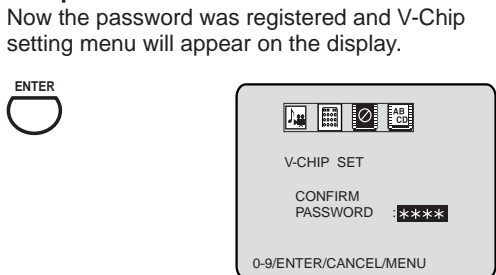 Now the password was registered and V-Chip
setting menu will appear on the display.
ENTER
AB
CD
V-CHIP SET
CONFIRM
PASSWORD :****
0-9/ENTER/CANCEL/MENU